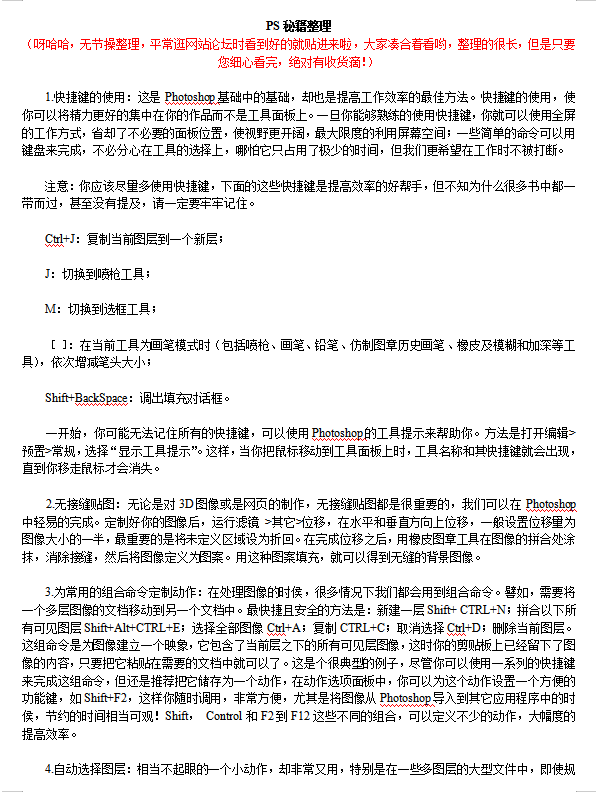 PS 秘籍整理
（呀哈哈，无节操整理，平常逛网站论坛时看到好的就贴进来啦，大家凑合着看哟，整理的很长，但是只要
您细心看完，绝对有收货滴！）
1.快捷键的使用：这是 Photoshop 基础中的基础，却也是提高工作效率的最佳方法。快捷键的使用，使
你可以将精力更好的集中在你的作品而不是工具面板上。一旦你能够熟练的使用快捷键，你就可以使用全屏
的工作方式，省却了不必要的面板位置，使视野更开阔，最大限度的利用屏幕空间；一些简单的命令可以用
键盘来完成，不必分心在工具的选择上，哪怕它只占用了极少的时间，但我们更希望在工作时不被打断。
注意：你应该尽量多使用快捷键，下面的这些快捷键是提高效率的好帮手，但不知为什么很多书中都一
带而过，甚至没有提及，请一定要牢牢记住。
Ctrl+J：复制当前图层到一个新层；
J：切换到喷枪工具；
M：切换到选框工具；
[ ]：在当前工具为画笔模式时（包括喷枪、画笔、铅笔、仿制图章历史画笔、橡皮及模糊和加深等工
具），依次增减笔头大小；
Shift+BackSpace：调出填充对话框。
一开始，你可能无法记住所有的快捷键，可以使用 Photoshop 的工具提示来帮助你。方法是打开编辑>
预置>常规，选择“显示工具提示”。这样，当你把鼠标移动到工具面板上时，工具名称和其快捷键就会出现，
直到你移走鼠标才会消失。
2.无接缝贴图：无论是对 3D 图像或是网页的制作，无接缝贴图都是很重要的，我们可以在 Photoshop
中轻易的完成。定制好你的图像后，运行滤镜 >其它>位移，在水平和垂直方向上位移，一般设置位移量为
图像大小的一半，最重要的是将未定义区域设为折回。在完成位移之后，用橡皮图章工具在图像的拼合处涂
抹，消除接缝，然后将图像定义为图案。用这种图案填充，就可以得到无缝的背景图像。
3.为常用的组合命令定制动作：在处理图像的时侯，很多情况下我们都会用到组合命令。譬如，需要将
一个多层图像的文档移动到另一个文档中。最快捷且安全的方法是：新建一层 Shift+ CTRL+N；拼合以下所
有可见图层 Shift+Alt+CTRL+E；选择全部图像 Ctrl+A；复制 CTRL+C；取消选择 Ctrl+D；删除当前图层。
这组命令是为图像建立一个映象，它包含了当前层之下的所有可见层图像，这时你的剪贴板上已经留下了图
像的内容，只要把它粘贴在需要的文档中就可以了。这是个很典型的例子，尽管你可以使用一系列的快捷键
来完成这组命令，但还是推荐把它储存为一个动作，在动作选项面板中，你可以为这个动作设置一个方便的
功能键，如 Shift+F2，这样你随时调用，非常方便，尤其是将图像从 Photoshop 导入到其它应用程序中的时
侯，节约的时间相当可观！Shift， Control 和 F2 到 F12 这些不同的组合，可以定义不少的动作，大幅度的
提高效率。
4.自动选择图层：相当不起眼的一个小动作，却非常又用，特别是在一些多图层的大型文件中，即使规